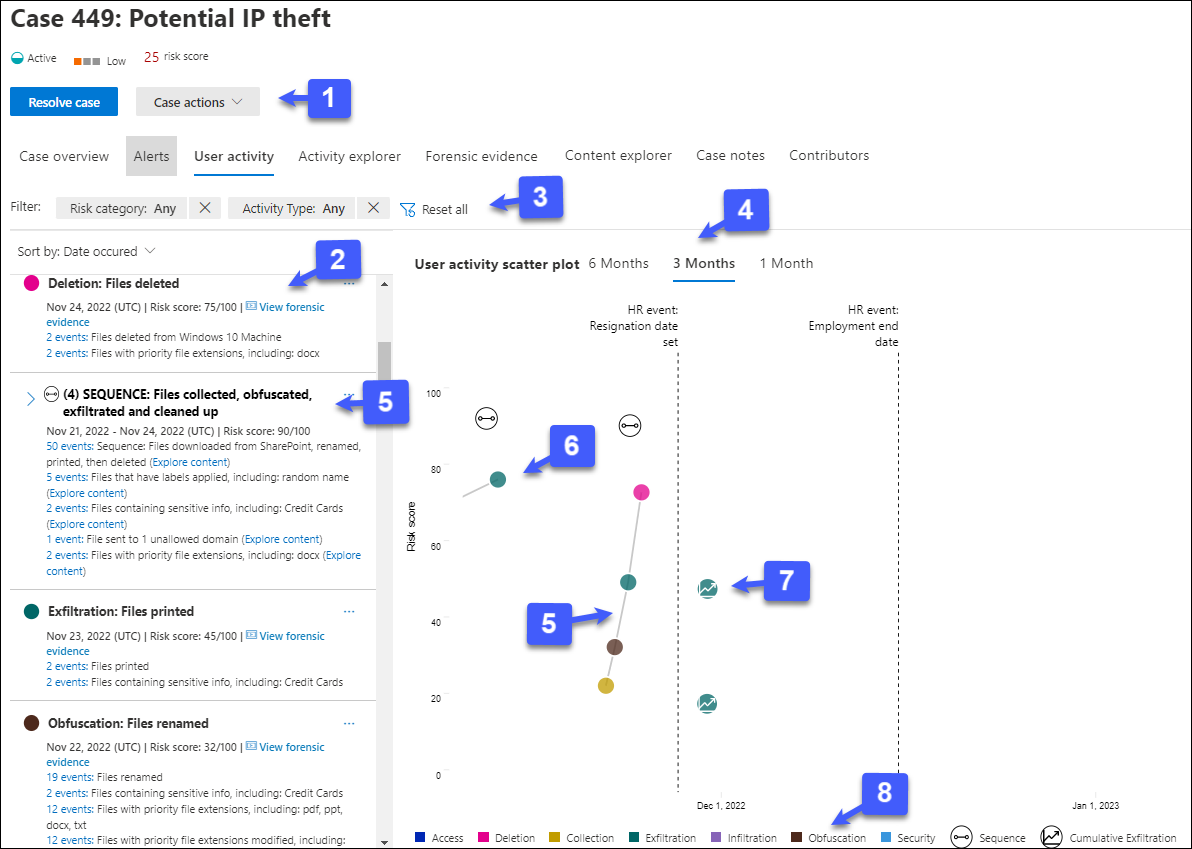 Case 449: Potential IP theft
Active Low 25 risk score
Resolve case Case actions 1
Case overview Alerts User activity Activity explorer Forensic evidence Content explorer Case notes Contributors
Filter: Risk category: Any Activity Type: Any Reset all 3
Sort by: Date occured
2
Deletion: Files deleted
Nov 24, 2022 (UTC) | Risk score: 75/100 | View forensic
evidence
2 events: Files deleted from Windows 10 Machine
2 events: Files with priority file extensions, including: docx
(4) SEQUENCE: Files collected, obfuscated,
exfiltrated and cleaned up
5
Nov 21, 2022 - Nov 24, 2022 (UTC) | Risk score: 90/100
50 events: Sequence: Files downloaded from SharePoint, renamed,
printed, then deleted (Explore content)
5 events: Files that have labels applied, including: random name
(Explore content)
2 events: Files containing sensitive info, including: Credit Cards
(Explore content)
1 event: File sent to 1 unallowed domain (Explore content)
2 events: Files with priority file extensions, including: docx (Explore
content)
Exfiltration: Files printed
Nov 23, 2022 (UTC) | Risk score: 45/100 | View forensic
evidence
2 events: Files printed
2 events: Files containing sensitive info, including: Credit Cards
Obfuscation: Files renamed
Nov 22, 2022 (UTC) | Risk score: 32/100 | View forensic
evidence
19 events: Files renamed
2 events: Files containing sensitive info, including: Credit Cards
12 events: Files with priority file extensions, including: pdf, ppt,
docx, txt
12 events: Files with priority file extensions modified, including:
4
User activity scatter plot 6 Months 3 Months 1 Month
HR event:
Resignation date
set
HR event:
Employment end
date
100
80
60
40
20
0
Risk score
6
7
5
Dec 1, 2022
Jan 1, 2023
8
Access Deletion Collection Exfiltration Infiltration Obfuscation Security Sequence Cumulative Exfiltration